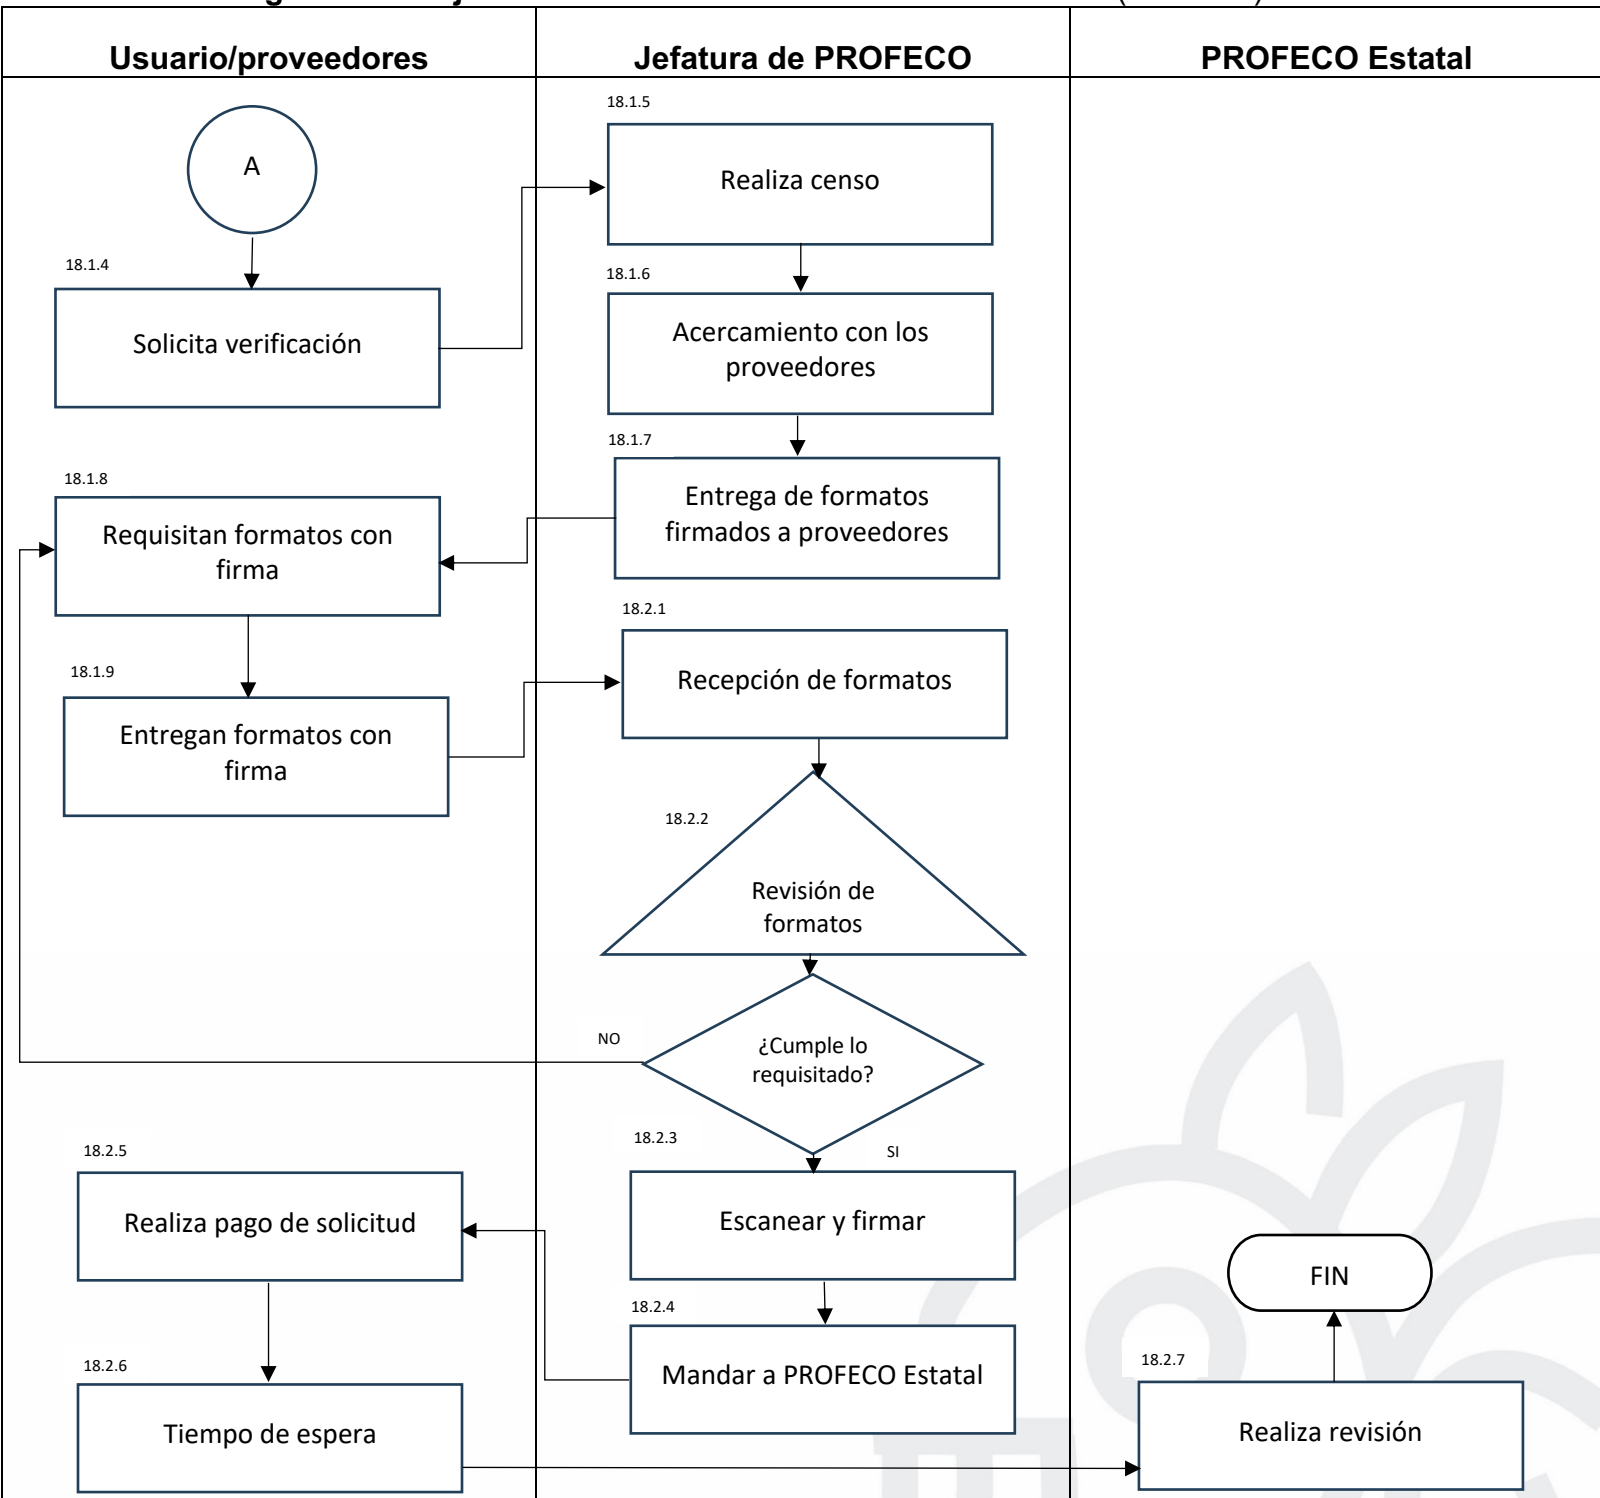 Usuario/proveedores
Jefatura de PROFECO
PROFECO Estatal
A
18.1.4
Solicita verificación
18.1.5
Realiza censo
18.1.6
Acercamiento con los
proveedores
18.1.7
Entrega de formatos
firmados a proveedores
18.1.8
Requisitan formatos con
firma
18.1.9
Entregan formatos con
firma
18.2.1
Recepción de formatos
18.2.2
Revisión de
formatos
¿Cumple lo
requisitado?
NO
SI
18.2.3
Escanear y firmar
18.2.4
Mandar a PROFECO Estatal
18.2.5
Realiza pago de solicitud
18.2.6
Tiempo de espera
18.2.7
Realiza revisión
FIN